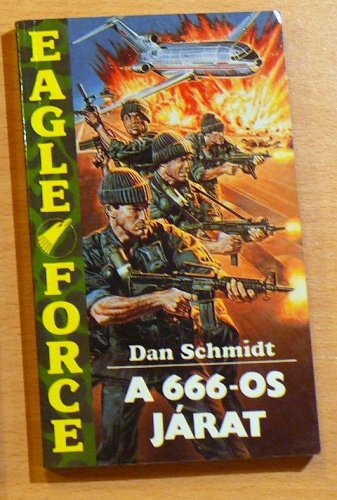 EAGLE FORCE
Dan Schmidt
A 666-OS
JÁRAT